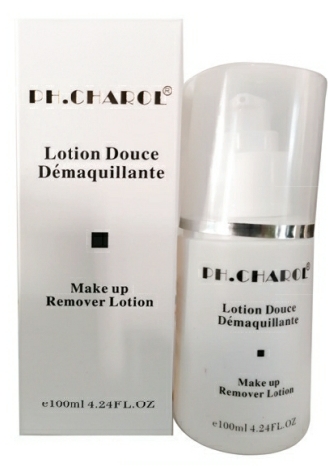 PH.CHAROL®
Lotion Douce
Démaquillante
Make up
Remover Lotion
e100ml 4.24FL.OZ
PH.CHAROL®
Lotion Douce
Démaquillante
Make up
Remover Lotion
e100ml 4.24FL.OZ